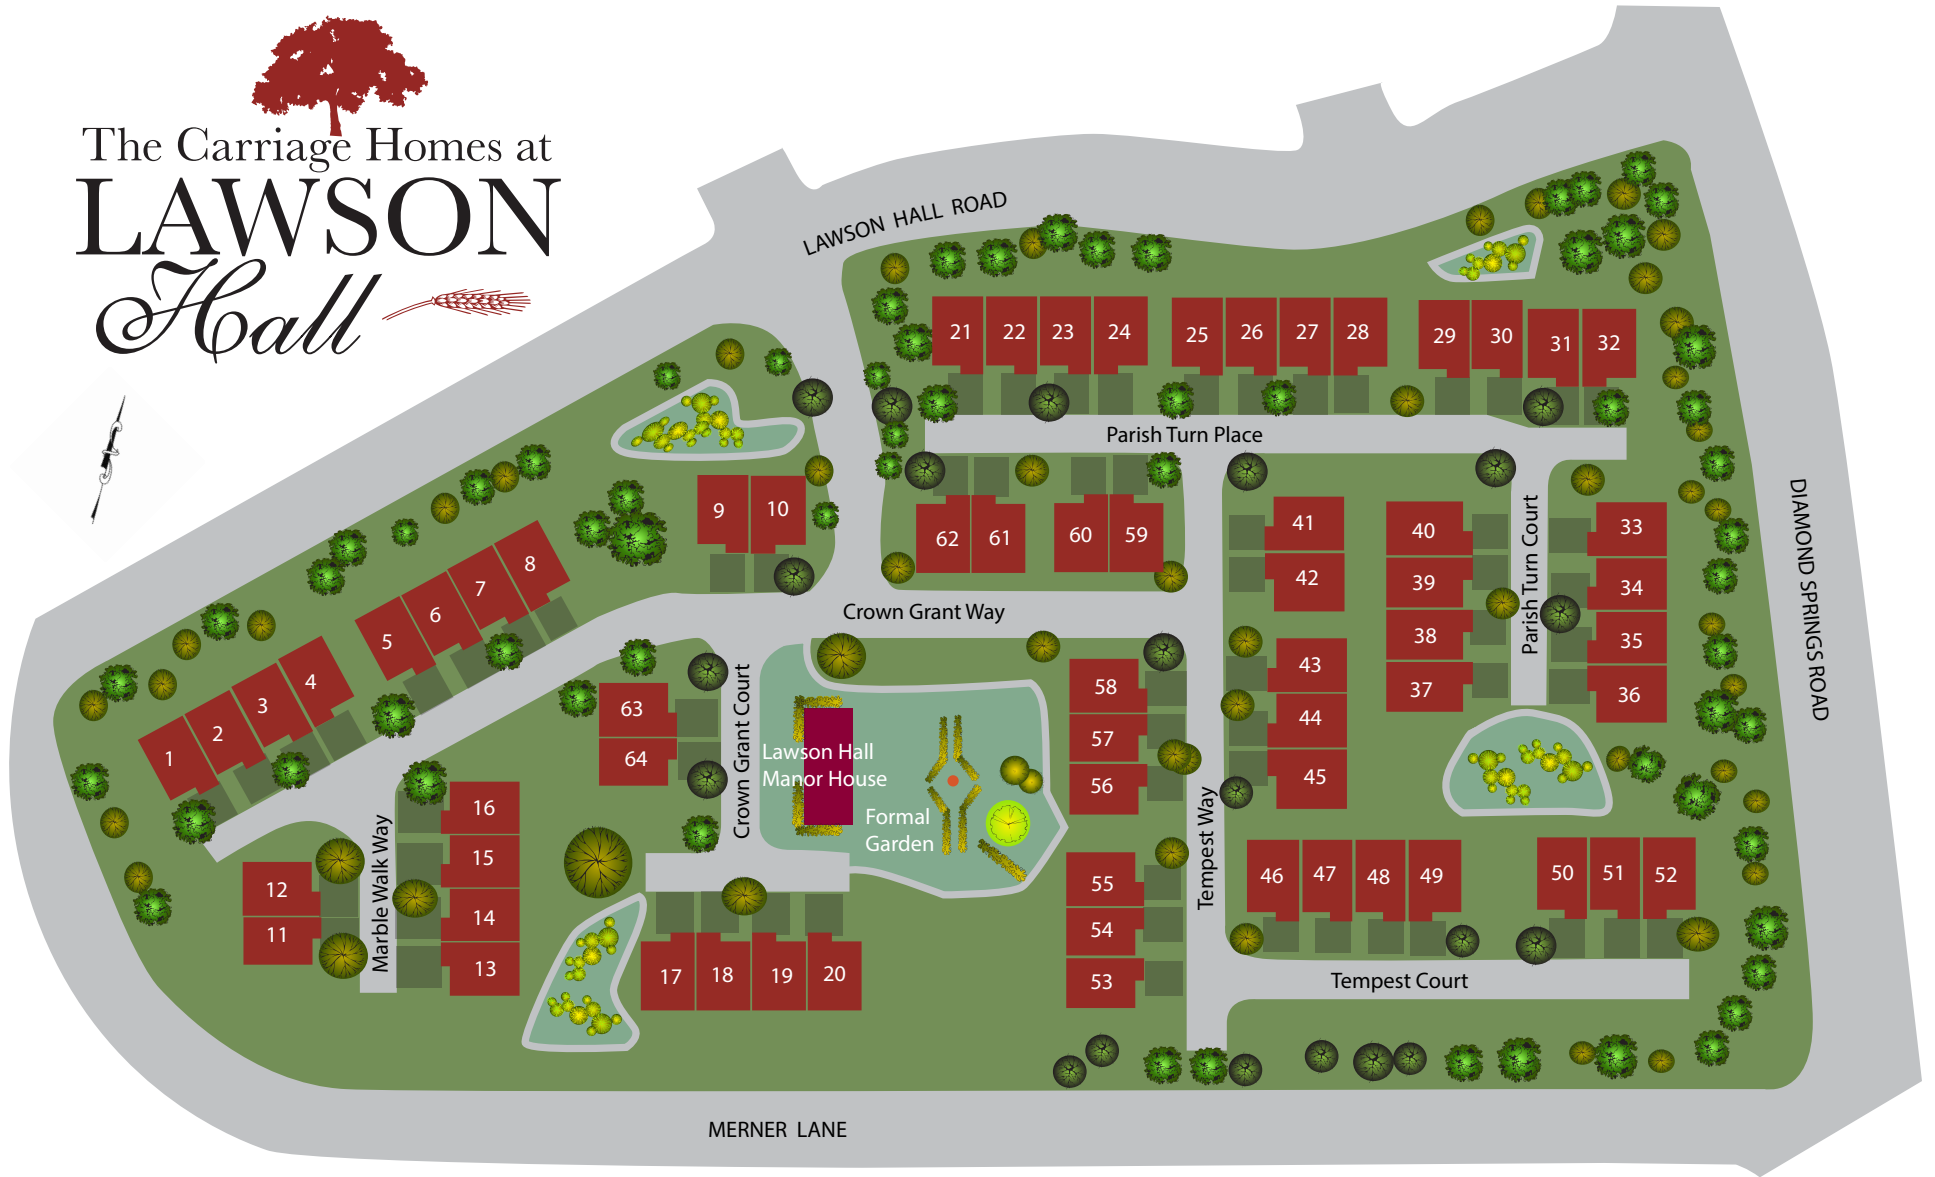 The Carriage Homes at
LAWSON
Hall
LAWSON HALL ROAD
21 22 23 24 25 26 27 28 29 30 31 32
Parish Turn Place
9 10
62 61 60 59
41
42
40
39
38
37
Parish Turn Court
33
34
35
36
DIAMOND SPRINGS ROAD
Crown Grant Way
1 2 3 4 5 6 7 8
63
64
Crown Grant Court
Lawson Hall
Manor House
Formal
Garden
58
57
56
43
44
45
Tempest Way
16
15
14
13
Marble Walk Way
12
11
55
54
53
46 47 48 49 50 51 52
17 18 19 20
Tempest Court
MERNER LANE